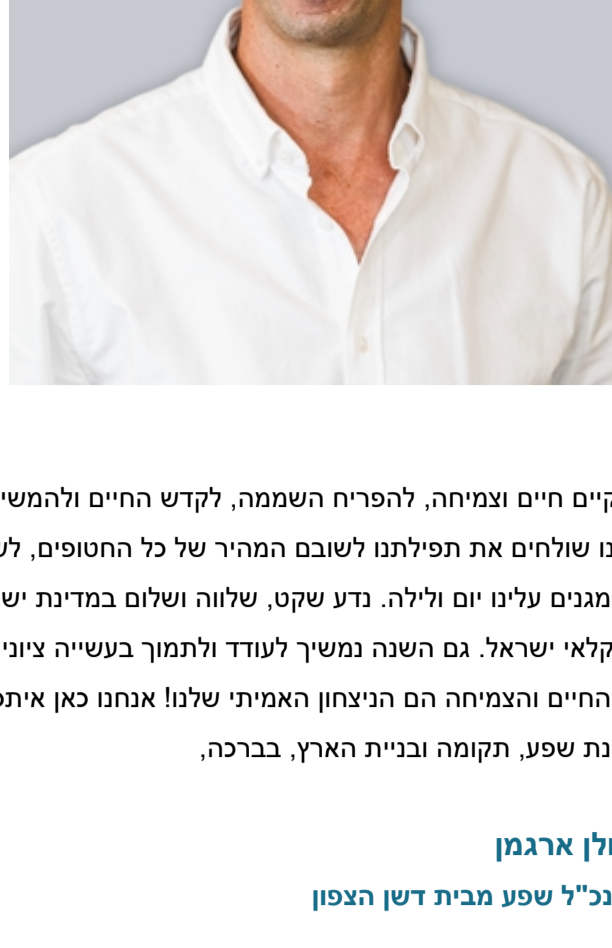 קיים חיים וצמיחה, להפריח השממה, לקדש החיים ולהמשי
נו שולחים את תפילתנו לשובם המהיר של כל החטופים, לש
מגנים עלינו יום ולילה. נדע שקט, שלווה ושלום במדינת יש
קלאי ישראל. גם השנה נמשיך לעודד ולתמוך בעשייה ציוני
החיים והצמיחה הם הניצחון האמיתי שלנו! אנחנו כאן אית
נת שפע, תקומה ובניית הארץ, בברכה,
ולן ארגמן
נכ"ל שפע מבית דשן הצפון